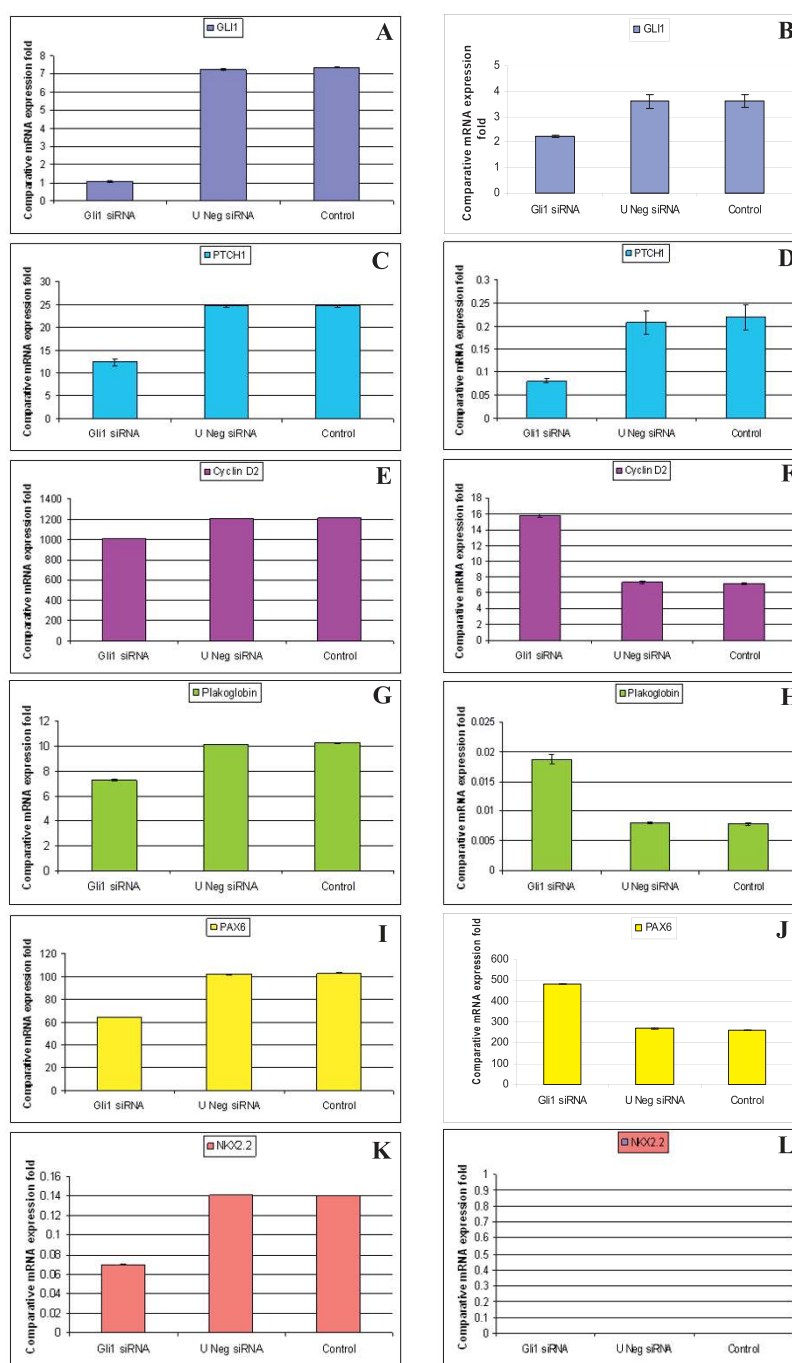 GLI1
A
Comparative mRNA expression fold
8
7
6
5
4
3
2
1
0
Gli1 siRNA U Neg siRNA Control
GLI1
B
Comparative mRNA expression
fold
5
4
3
2
1
0
Gli1 siRNA U Neg siRNA Control
PTCH1
C
Comparative mRNA expression fold
30
25
20
15
10
5
0
Gli1 siRNA U Neg siRNA Control
PTCH1
D
Comparative mRNA expression fold
0.3
0.25
0.2
0.15
0.1
0.05
0
Gli1 siRNA U Neg siRNA Control
Cyclin D2
E
Comparative mRNA expression fold
1400
1200
1000
800
600
400
200
0
Gli1 siRNA U Neg siRNA Control
Cyclin D2
F
Comparative mRNA expression fold
18
16
14
12
10
8
6
4
2
0
Gli1 siRNA U Neg siRNA Control
Plakoglobin
G
Comparative mRNA expression fold
12
10
8
6
4
2
0
Gli1 siRNA U Neg siRNA Control
Plakoglobin
H
Comparative mRNA expression fold
0.025
0.02
0.015
0.01
0.005
0
Gli1 siRNA U Neg siRNA Control
PAX6
I
Comparative mRNA expression fold
120
100
80
60
40
20
0
Gli1 siRNA U Neg siRNA Control
PAX6
J
Comparative mRNA expression fold
600
500
400
300
200
100
0
Gli1 siRNA U Neg siRNA Control
NKX2.2
K
Comparative mRNA expression fold
0.16
0.14
0.12
0.1
0.08
0.06
0.04
0.02
0
Gli1 siRNA U Neg siRNA Control
NKX2.2
L
Comparative mRNA expression fold
1
0.9
0.8
0.7
0.6
0.5
0.4
0.3
0.2
0.1
0
Gli1 siRNA U Neg siRNA Control